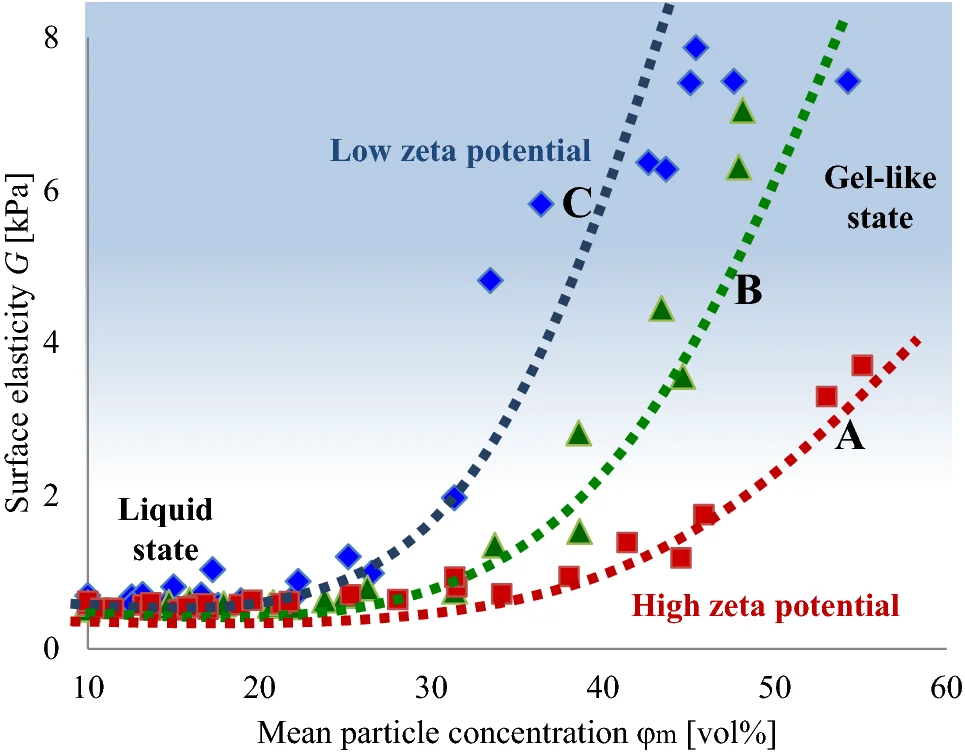 8
6
4
2
0
Surface elasticity G [kPa]
Low zeta potential
C
Gel-like
state
B
A
Liquid
state
High zeta potential
10 20 30 40 50 60
Mean particle concentration φm [vol%]